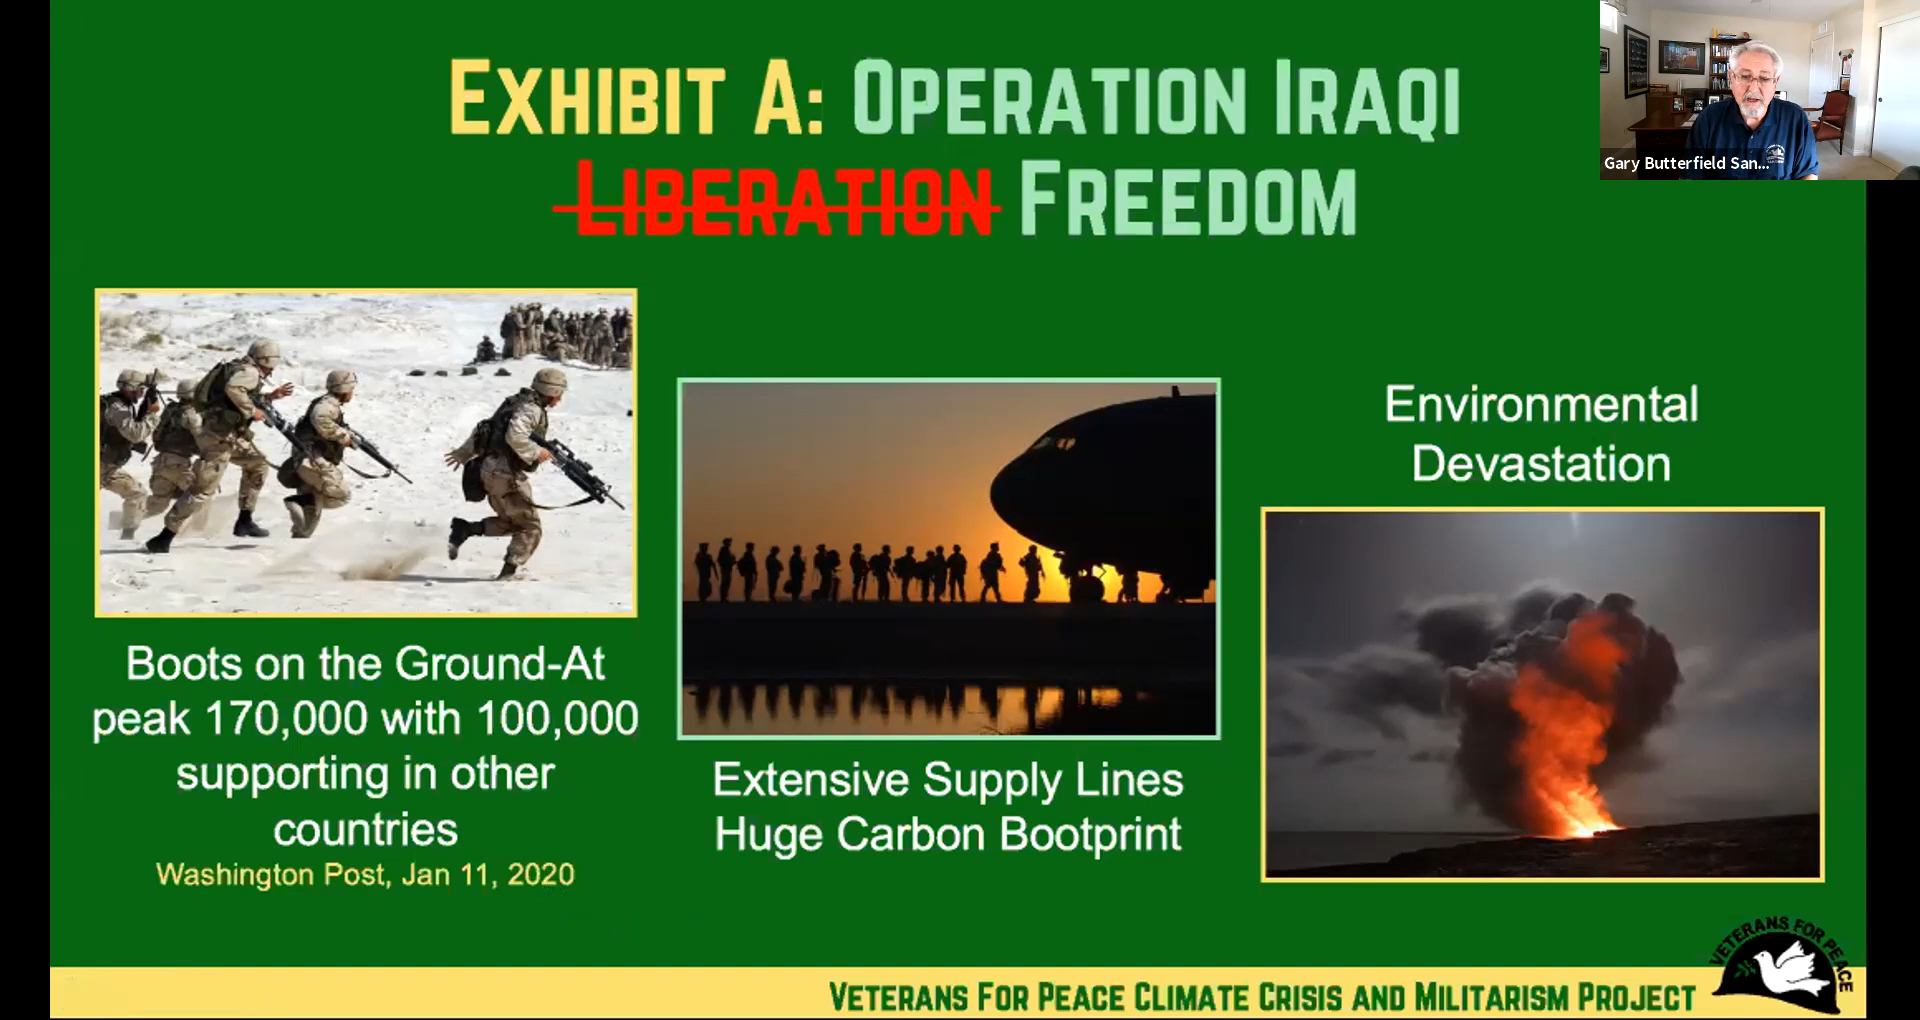 EXHIBIT A: OPERATION IRAQI
LIBERATION FREEDOM
Gary Butterfield San...
Boots on the Ground-At
peak 170,000 with 100,000
supporting in other
countries
Washington Post, Jan 11, 2020
Extensive Supply Lines
Huge Carbon Bootprint
Environmental
Devastation
VETERANS FOR PEACE CLIMATE CRISIS AND MILITARISM PROJECT
VETERANS FOR PEACE